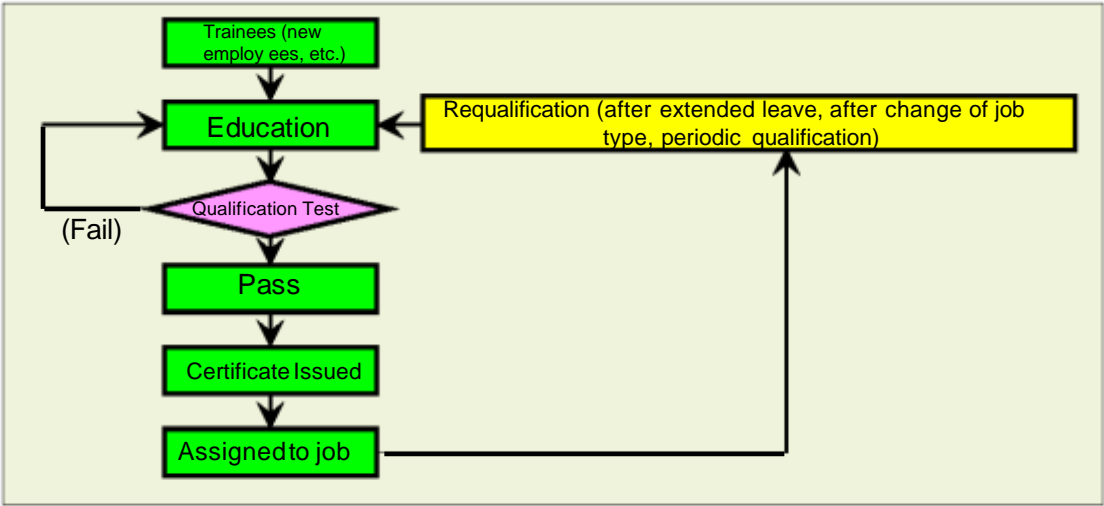 Trainees (new
employ ees, etc.)
Education
Requalification (after extended leave, after change of job
type, periodic qualification)
Qualification Test
(Fail)
Pass
Certificate Issued
Assigned to job